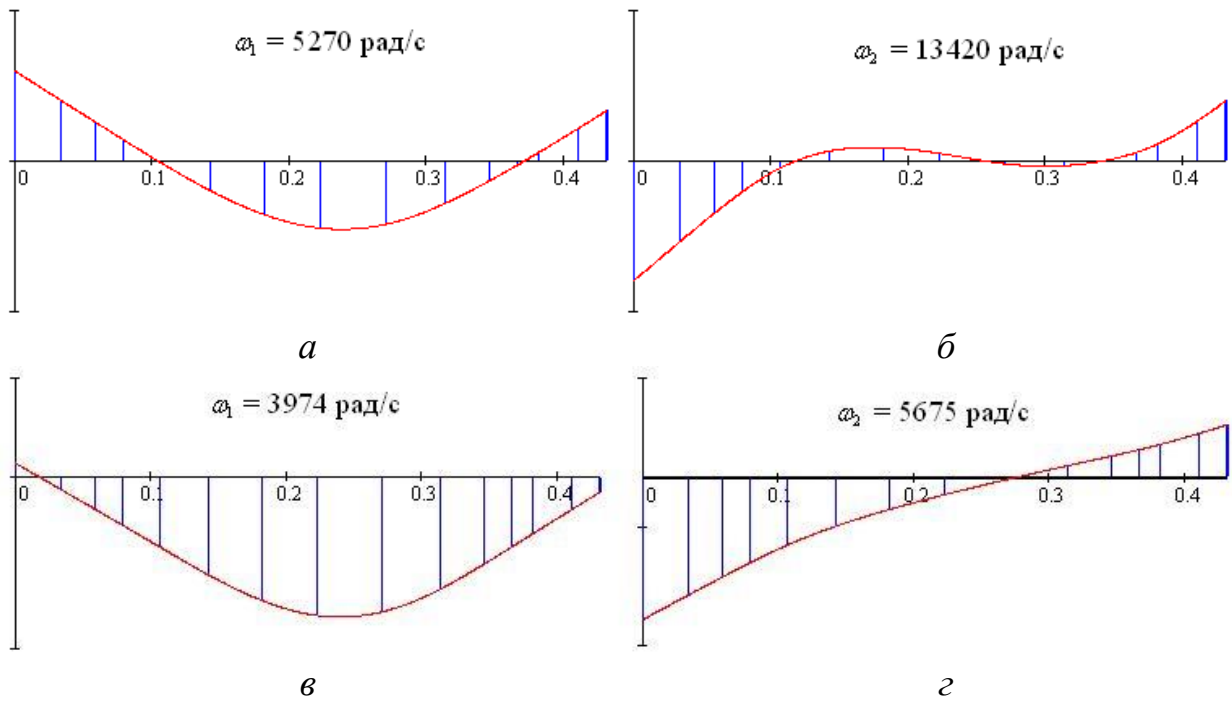 ω₁ = 5270 рад/с
0 0.1 0.2 0.3 0.4
а
ω₂ = 13420 рад/с
0 0.1 0.2 0.3 0.4
б
ω₁ = 3974 рад/с
0 0.1 0.2 0.3 0.4
в
ω₂ = 5675 рад/с
0 0.1 0.2 0.3 0.4
г